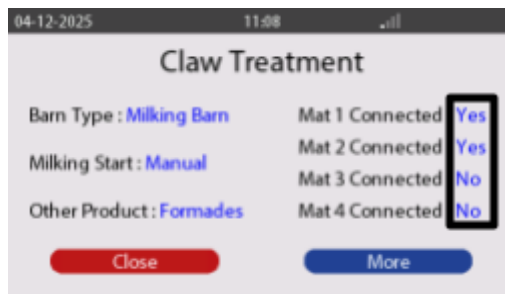 04-12-2025 11:08
Claw Treatment
Barn Type : Milking Barn
Milking Start : Manual
Other Product : Formades
Mat 1 Connected Yes
Mat 2 Connected Yes
Mat 3 Connected No
Mat 4 Connected No
Close
More